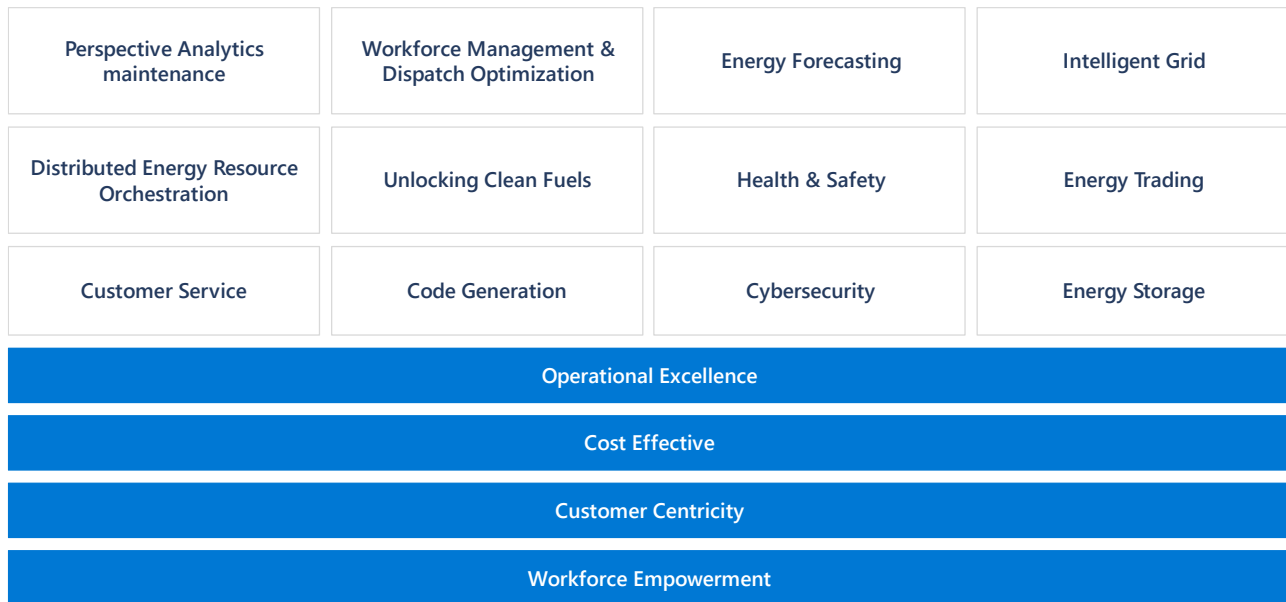 Perspective Analytics
maintenance
Workforce Management &
Dispatch Optimization
Energy Forecasting
Intelligent Grid
Distributed Energy Resource
Orchestration
Unlocking Clean Fuels
Health & Safety
Energy Trading
Customer Service
Code Generation
Cybersecurity
Energy Storage
Operational Excellence
Cost Effective
Customer Centricity
Workforce Empowerment